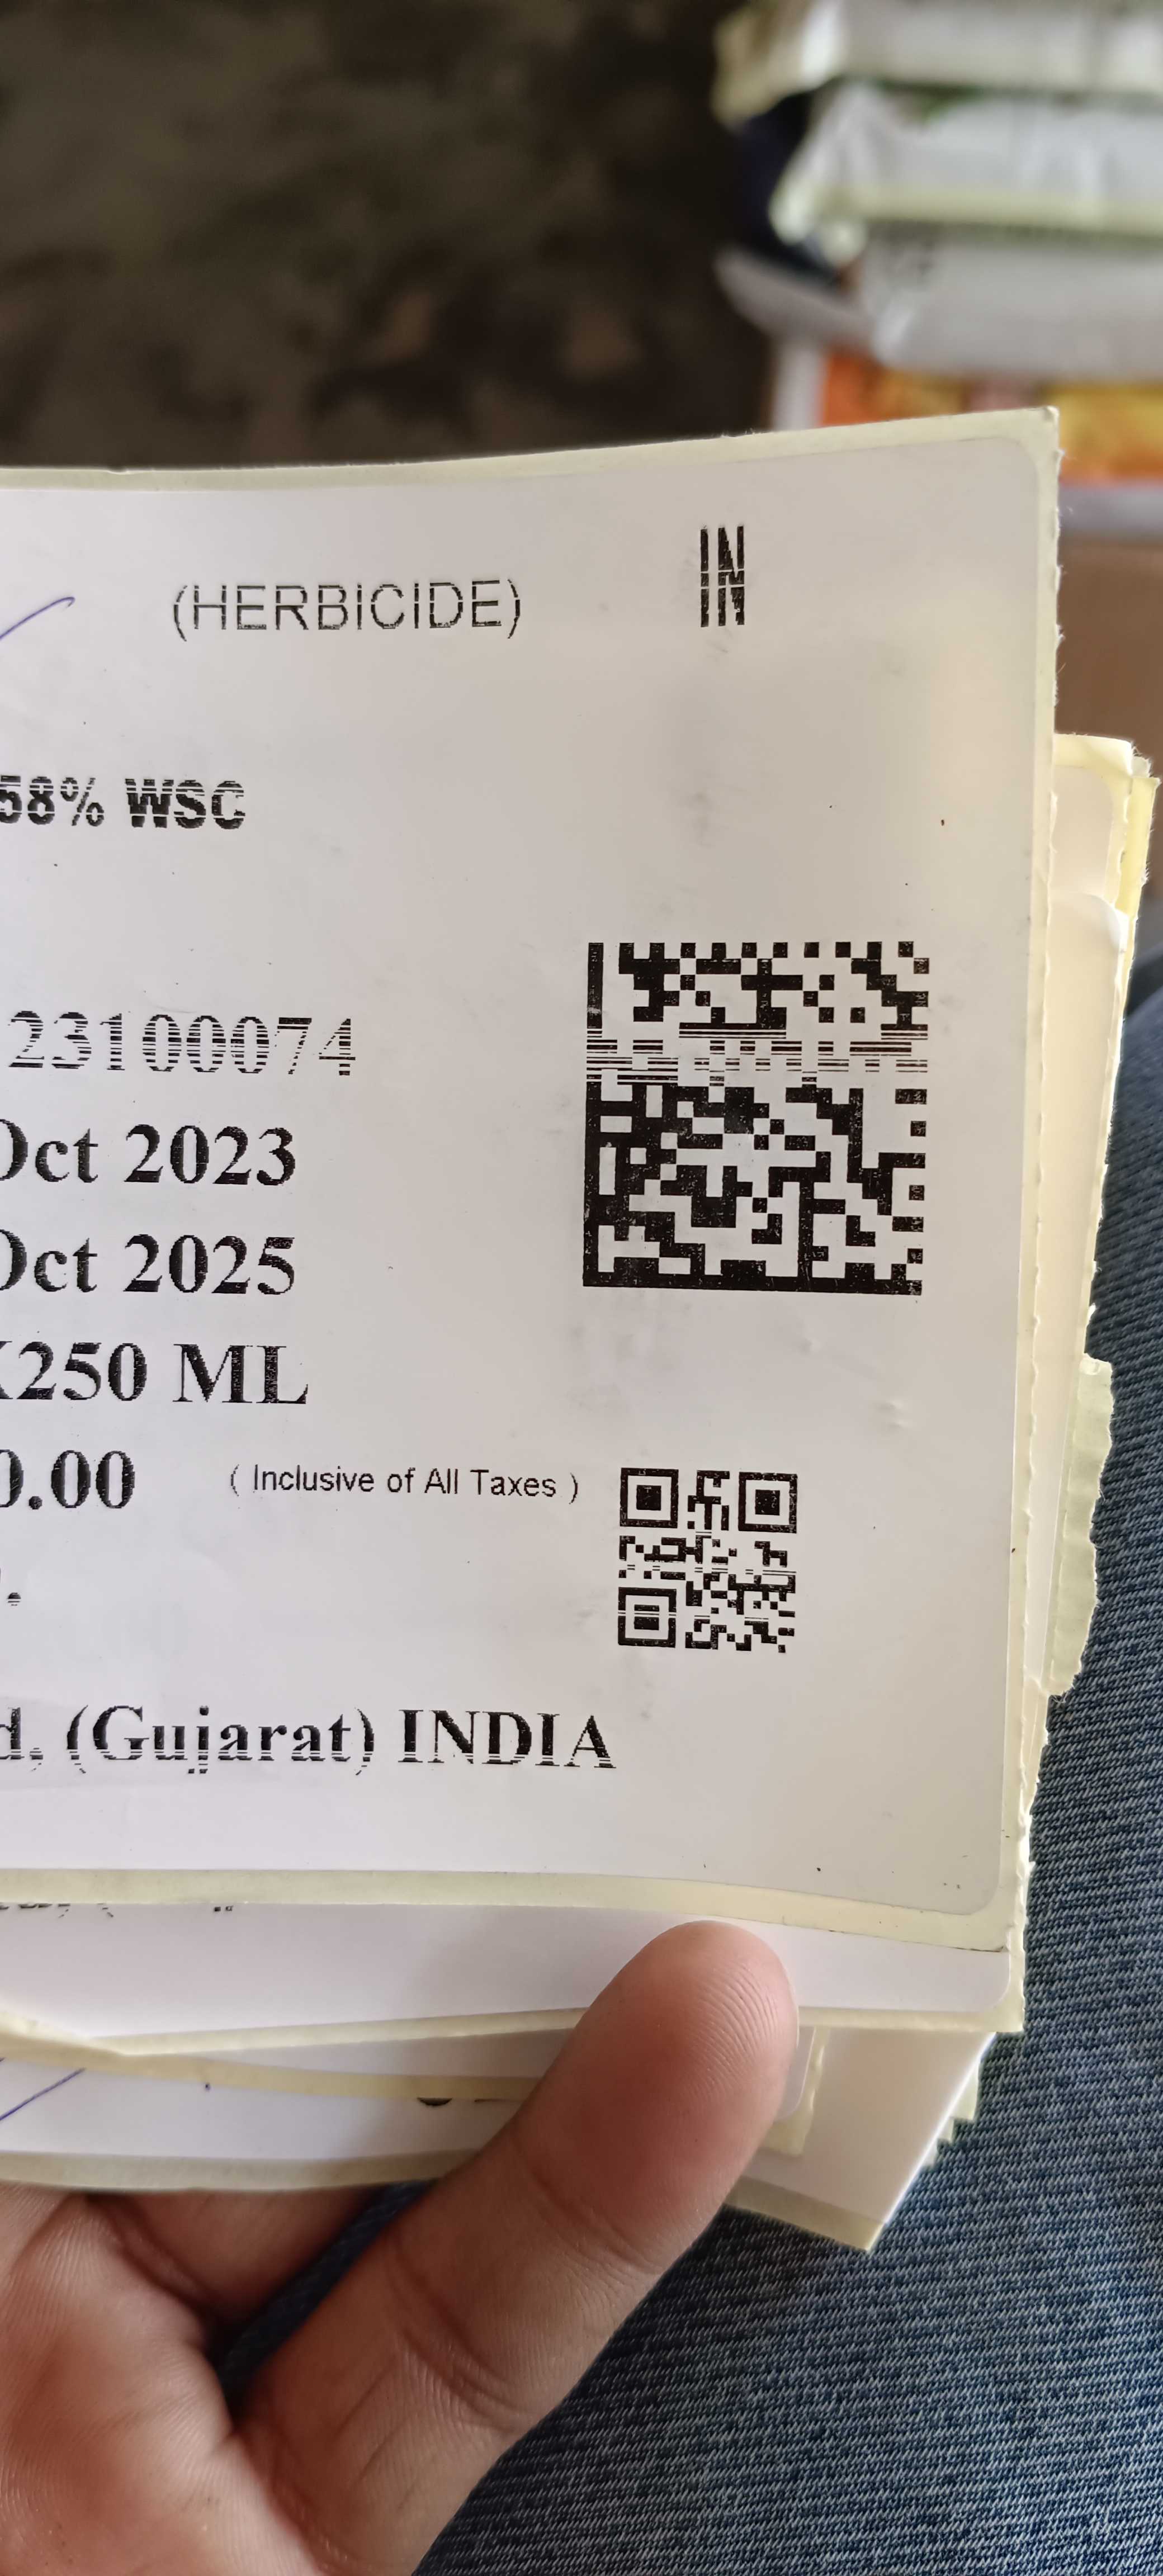 (HERBICIDE) IN
58% WSC
23100074
Oct 2023
Oct 2025
X250 ML
0.00 ( Inclusive of All Taxes )
d, (Gujarat) INDIA